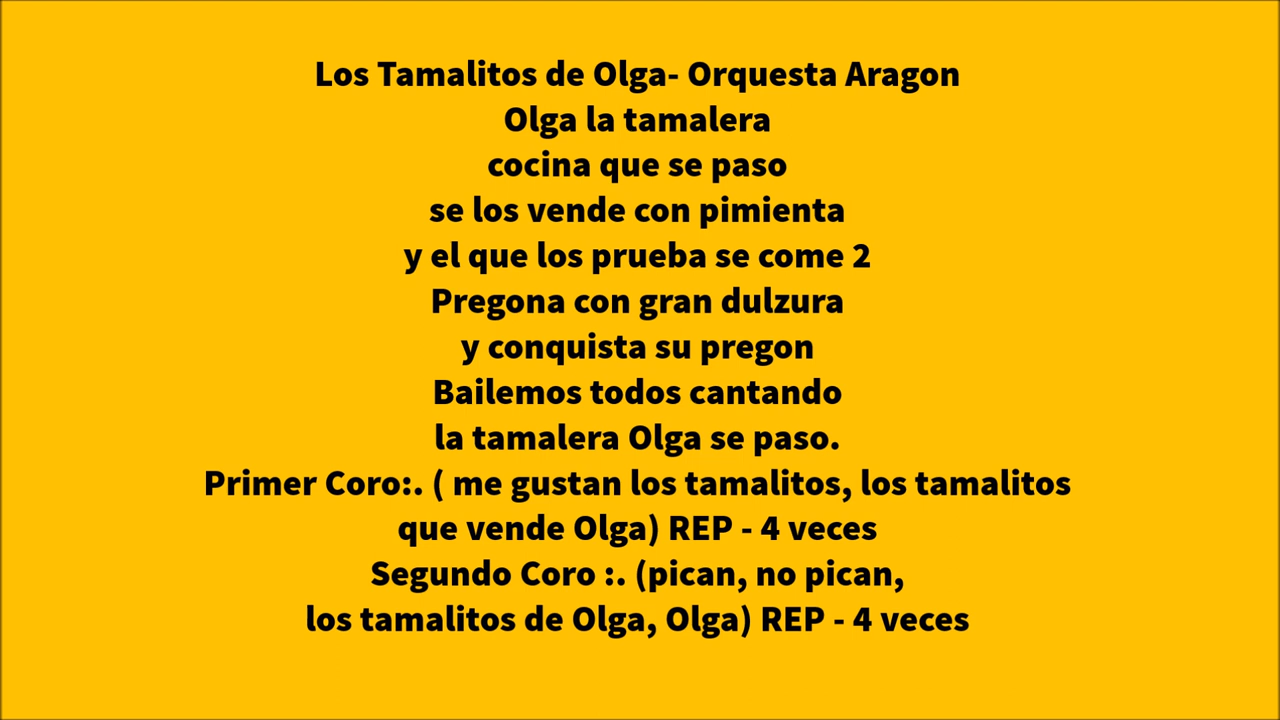 Los Tamalitos de Olga- Orquesta Aragon
Olga la tamalera
cocina que se paso
se los vende con pimienta
y el que los prueba se come 2
Pregona con gran dulzura
y conquista su pregon
Bailemos todos cantando
la tamalera Olga se paso.
Primer Coro:. ( me gustan los tamalitos, los tamalitos
que vende Olga) REP - 4 veces
Segundo Coro :. (pican, no pican,
los tamalitos de Olga, Olga) REP - 4 veces